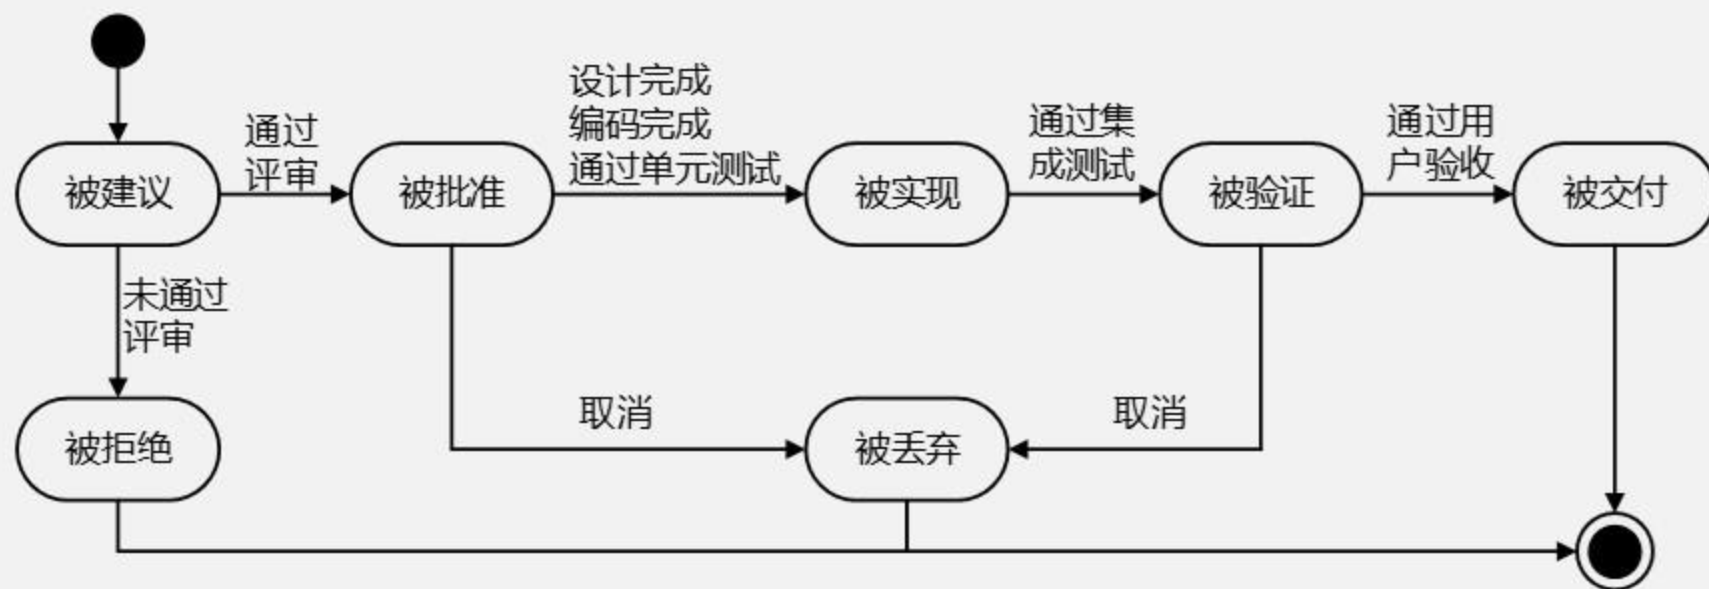 设计完成
编码完成
通过单元测试
通过
评审
通过集
成测试
通过用
户验收
被建议
被批准
被实现
被验证
被交付
未通过
评审
取消
取消
被拒绝
被丢弃